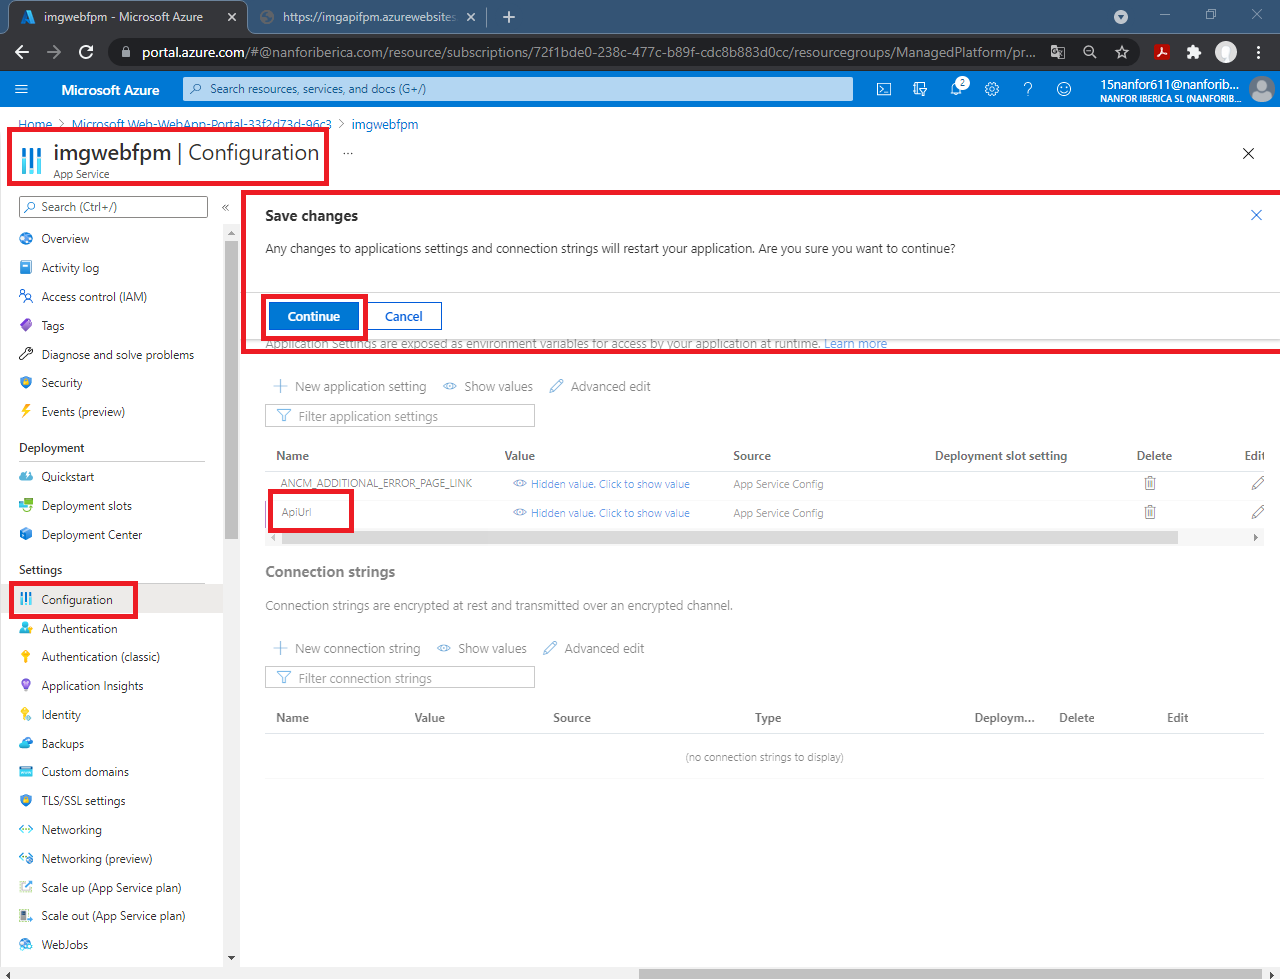 imgwebfpm - Microsoft Azure
https://imgapifpm.azurewebsites
portal.azure.com/#@nanforiberica.com/resource/subscriptions/72f1bde0-238c-477c-b89f-cdc8b883d0cc/resourcegroups/ManagedPlatform/pr...
Microsoft Azure
Search resources, services, and docs (G+/)
2
15nanfor611@nanforib...
NANFOR IBERICA SL (NANFORIB...
Home > Microsoft.Web-WebApp-Portal-33f2d73d-96c3 > imgwebfpm
imgwebfpm | Configuration
...
App Service
Search (Ctrl+/)
«
Overview
Activity log
Access control (IAM)
Tags
Diagnose and solve problems
Security
Events (preview)
Deployment
Quickstart
Deployment slots
Deployment Center
Settings
Configuration
Authentication
Authentication (classic)
Application Insights
Identity
Backups
Custom domains
TLS/SSL settings
Networking
Networking (preview)
Scale up (App Service plan)
Scale out (App Service plan)
WebJobs
Save changes
Any changes to applications settings and connection strings will restart your application. Are you sure you want to continue?
Continue
Cancel
Application Settings are exposed as environment variables for access by your application at runtime. Learn more
New application setting
Show values
Advanced edit
Filter application settings
Name Value Source Deployment slot setting Delete Edit
ANCM_ADDITIONAL_ERROR_PAGE_LINK Hidden value. Click to show value App Service Config
ApiUrl Hidden value. Click to show value App Service Config
Connection strings
Connection strings are encrypted at rest and transmitted over an encrypted channel.
New connection string
Show values
Advanced edit
Filter connection strings
Name Value Source Type Deploym... Delete Edit
(no connection strings to display)